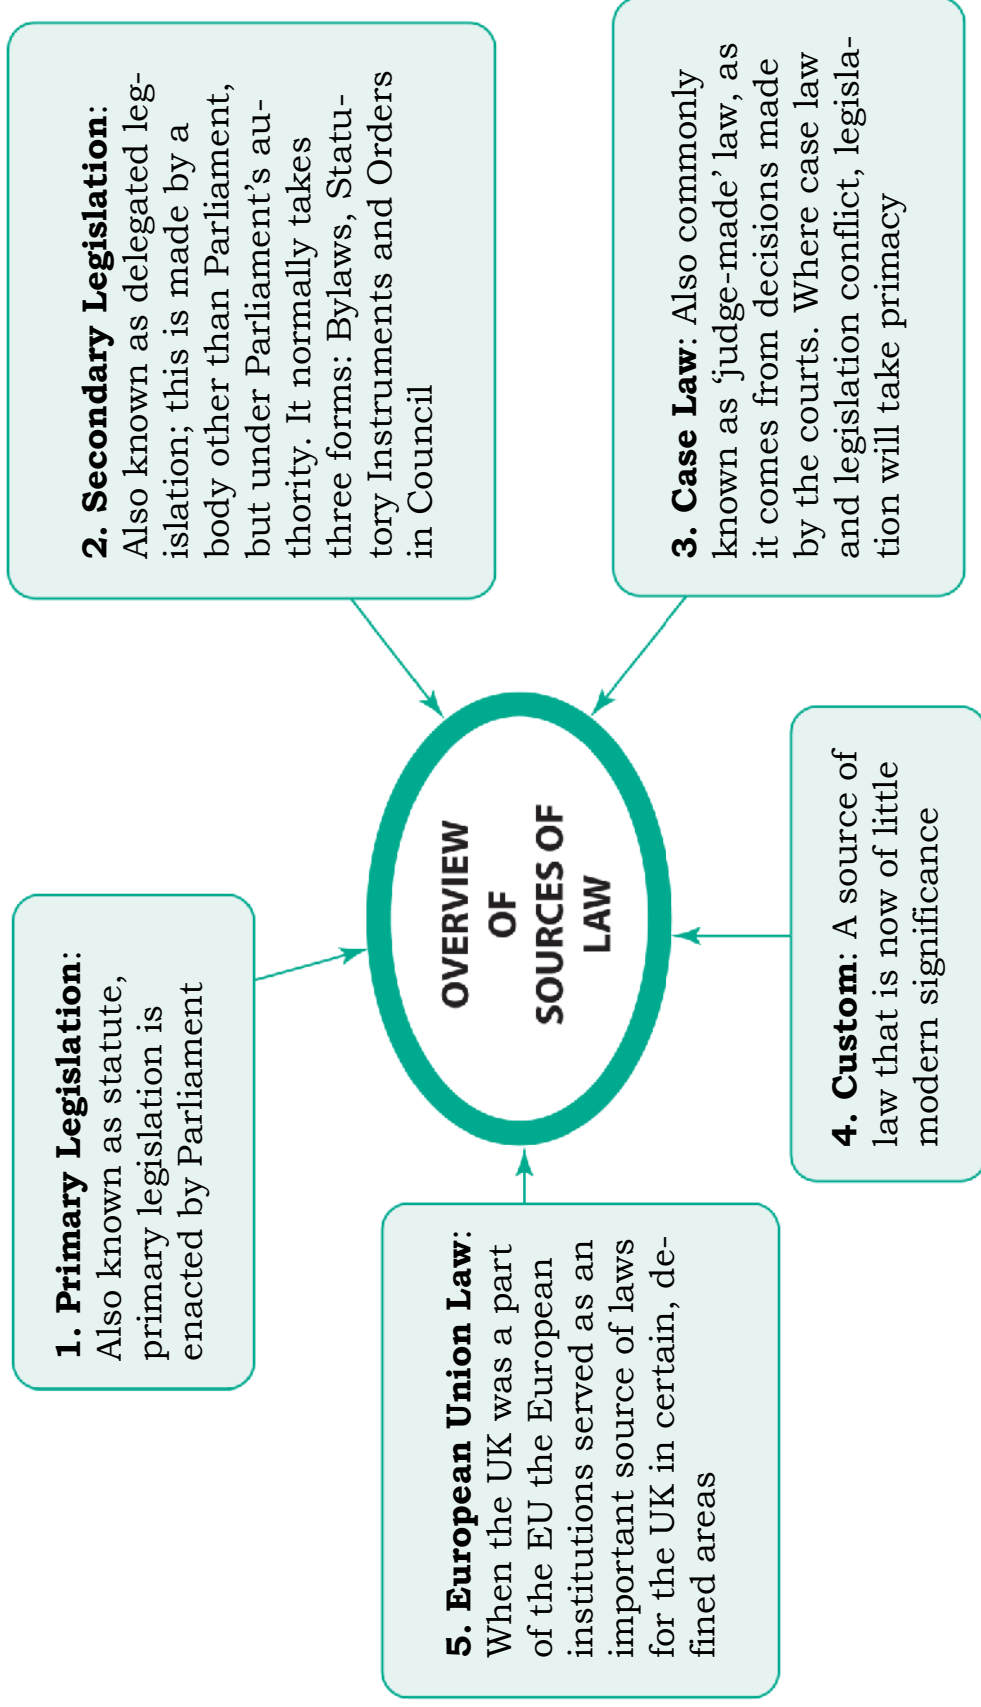 OVERVIEW
OF
SOURCES OF
LAW
1. Primary Legislation:
Also known as statute,
primary legislation is
enacted by Parliament
2. Secondary Legislation:
Also known as delegated leg-
islation; this is made by a
body other than Parliament,
but under Parliament's au-
thority. It normally takes
three forms: Bylaws, Statu-
tory Instruments and Orders
in Council
3. Case Law: Also commonly
known as ‘judge-made’ law, as
it comes from decisions made
by the courts. Where case law
and legislation conflict, legisla-
tion will take primacy
4. Custom: A source of
law that is now of little
modern significance
5. European Union Law:
When the UK was a part
of the EU the European
institutions served as an
important source of laws
for the UK in certain, de-
fined areas